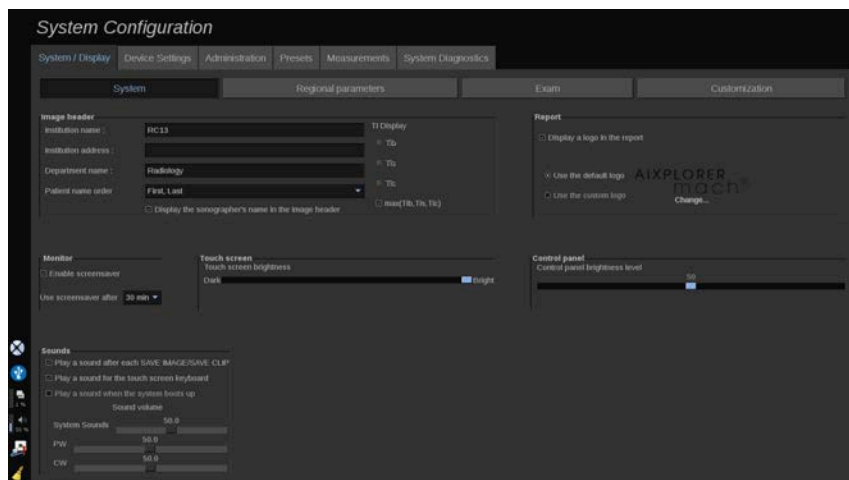 System Configuration
System / Display Device Settings Administration Presets Measurements System Diagnostics
System Regional parameters Exam Customization
Image header
Institution name : RC13
Institution address :
Department name : Radiology
Patient name order First, Last
Display the sonographer's name in the image header
TI Display
TIb
TIs
TIc
max(TIb, TIs, TIc)
Report
Display a logo in the report
Use the default logo
AIXPLORER
mach
Use the custom logo
Change...
Monitor
Enable screensaver
Use screensaver after 30 min
Touch screen
Touch screen brightness
Dark Bright
Control panel
Control panel brightness level
50
Sounds
Play a sound after each SAVE IMAGE/SAVE CLIP
Play a sound for the touch screen keyboard
Play a sound when the system boots up
Sound volume
System Sounds 50.0
PW 50.0
CW 50.0